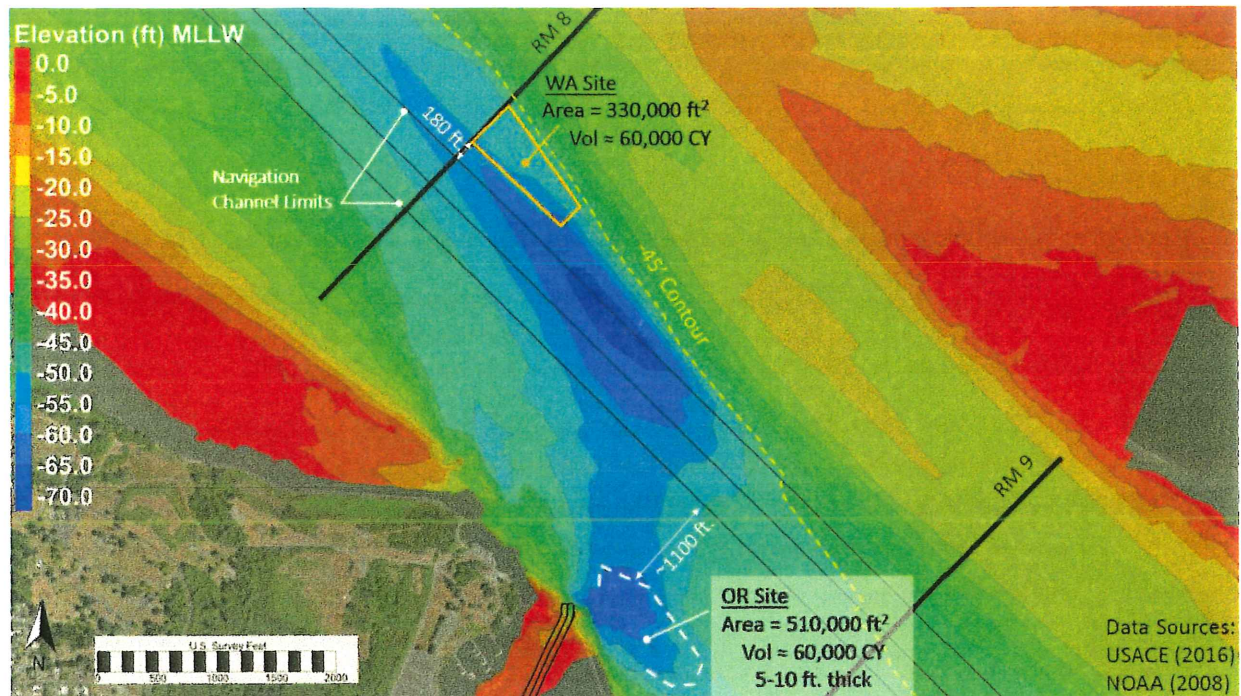 Elevation (ft) MLLW
0.0
-5.0
-10.0
-15.0
-20.0
-25.0
-30.0
-35.0
-40.0
-45.0
-50.0
-55.0
-60.0
-65.0
-70.0
RM 8
WA Site
Area = 330,000 ft²
Vol ≈ 60,000 CY
180 ft.
Navigation
Channel Limits
-45' Contour
RM 9
~1100 ft.
OR Site
Area = 510,000 ft²
Vol ≈ 60,000 CY
5-10 ft. thick
Data Sources:
USACE (2016)
NOAA (2008)
N
U.S. Survey Feet
0 500 1000 1500 2000